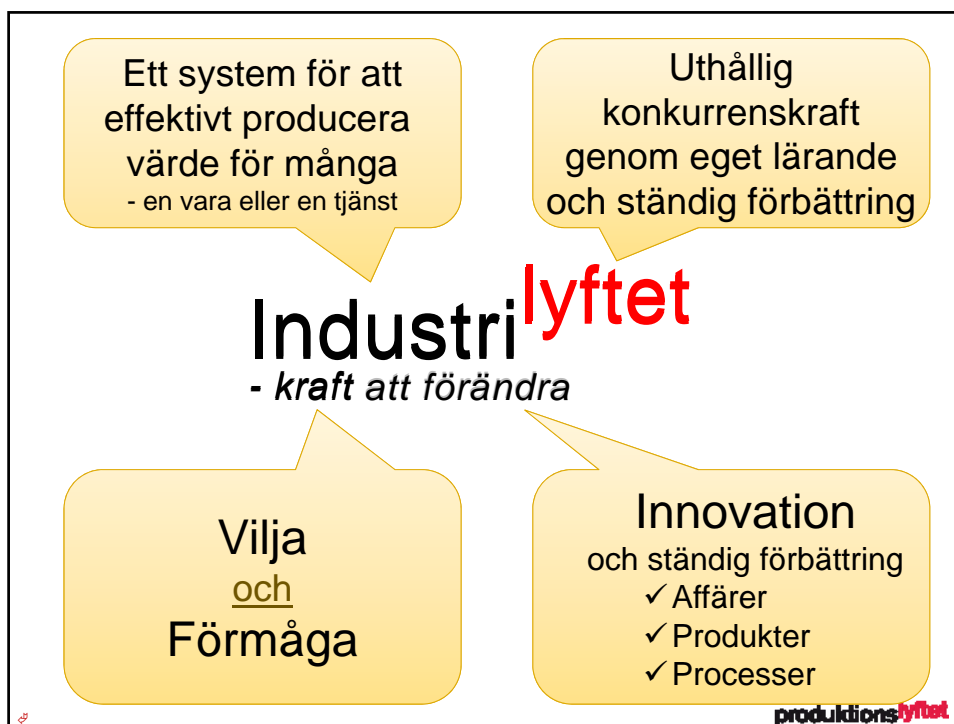 Ett system för att
effektivt producera
värde för många
- en vara eller en tjänst
Uthållig
konkurrenskraft
genom eget lärande
och ständig förbättring
Industrilyftet
- kraft att förändra
Vilja
och
Förmåga
Innovation
och ständig förbättring
✓ Affärer
✓ Produkter
✓ Processer
produktionslyftet